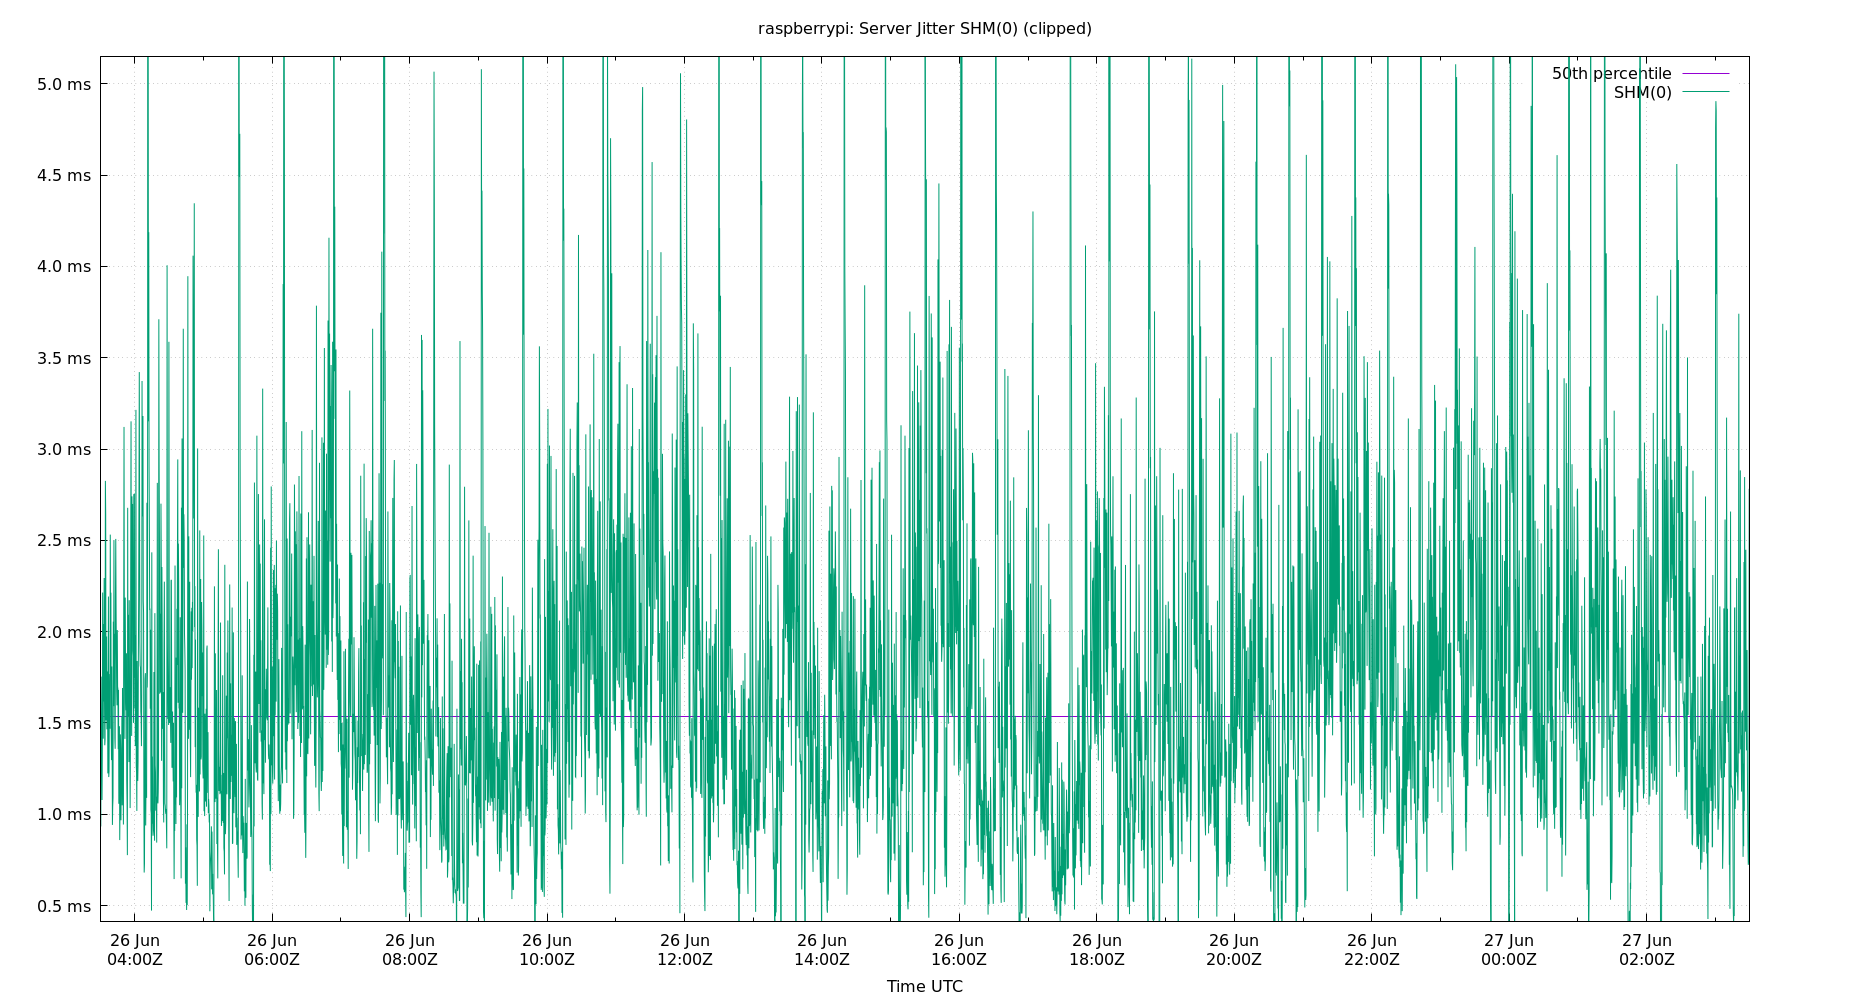 raspberrypi: Server Jitter SHM(0) (clipped)
50th percentile
SHM(0)
5.0 ms
4.5 ms
4.0 ms
3.5 ms
3.0 ms
2.5 ms
2.0 ms
1.5 ms
1.0 ms
0.5 ms
26 Jun 26 Jun 26 Jun 26 Jun 26 Jun 26 Jun 26 Jun 26 Jun 26 Jun 26 Jun 27 Jun 27 Jun
04:00Z 06:00Z 08:00Z 10:00Z 12:00Z 14:00Z 16:00Z 18:00Z 20:00Z 22:00Z 00:00Z 02:00Z
Time UTC